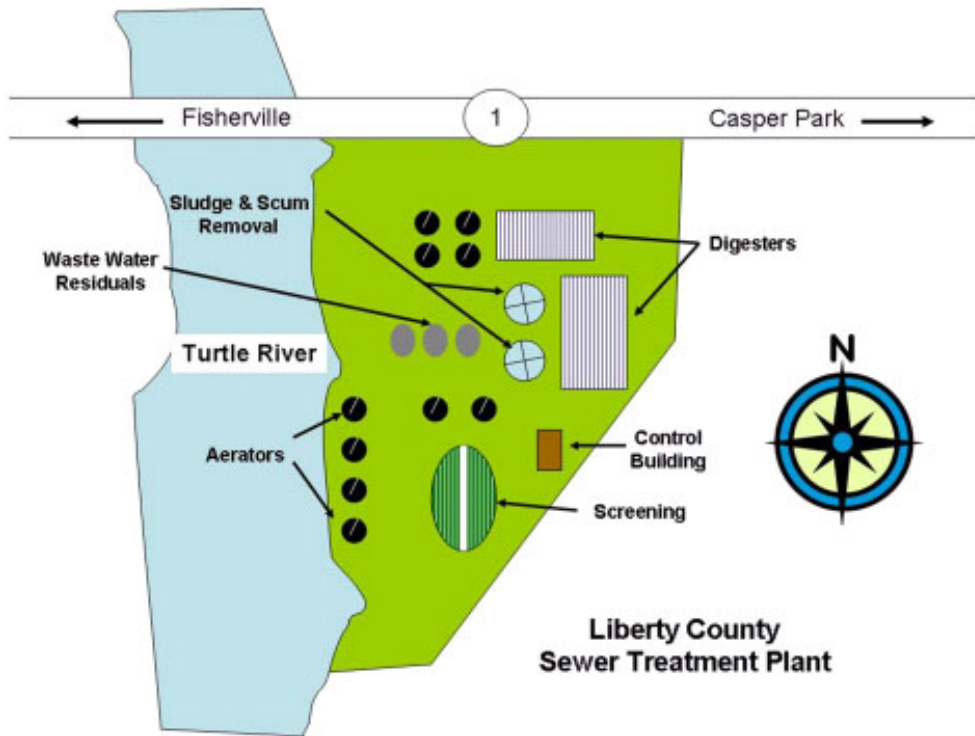 Fisherville
1
Casper Park
Sludge & Scum
Removal
Digesters
Waste Water
Residuals
Turtle River
N
Aerators
Control
Building
Screening
Liberty County
Sewer Treatment Plant